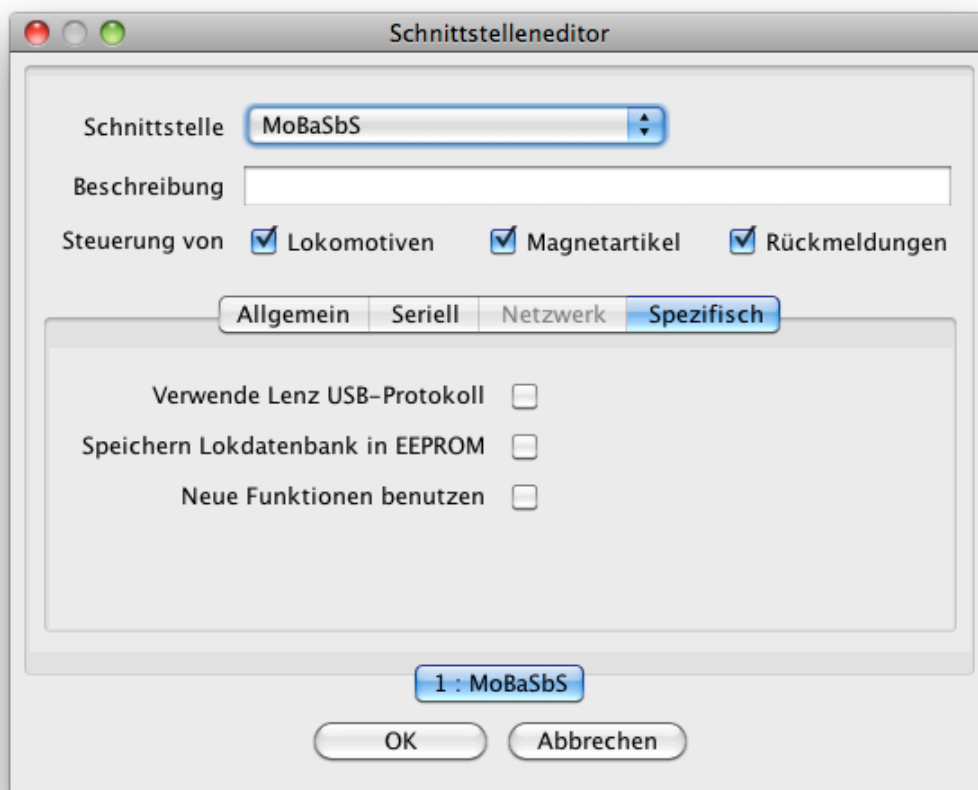 Schnittstelleneditor
Schnittstelle MoBaSbS
Beschreibung
Steuerung von Lokomotiven Magnetartikel Rückmeldungen
Allgemein Seriell Netzwerk Spezifisch
Verwende Lenz USB-Protokoll
Speichern Lokdatenbank in EEPROM
Neue Funktionen benutzen
1 : MoBaSbS
OK Abbrechen